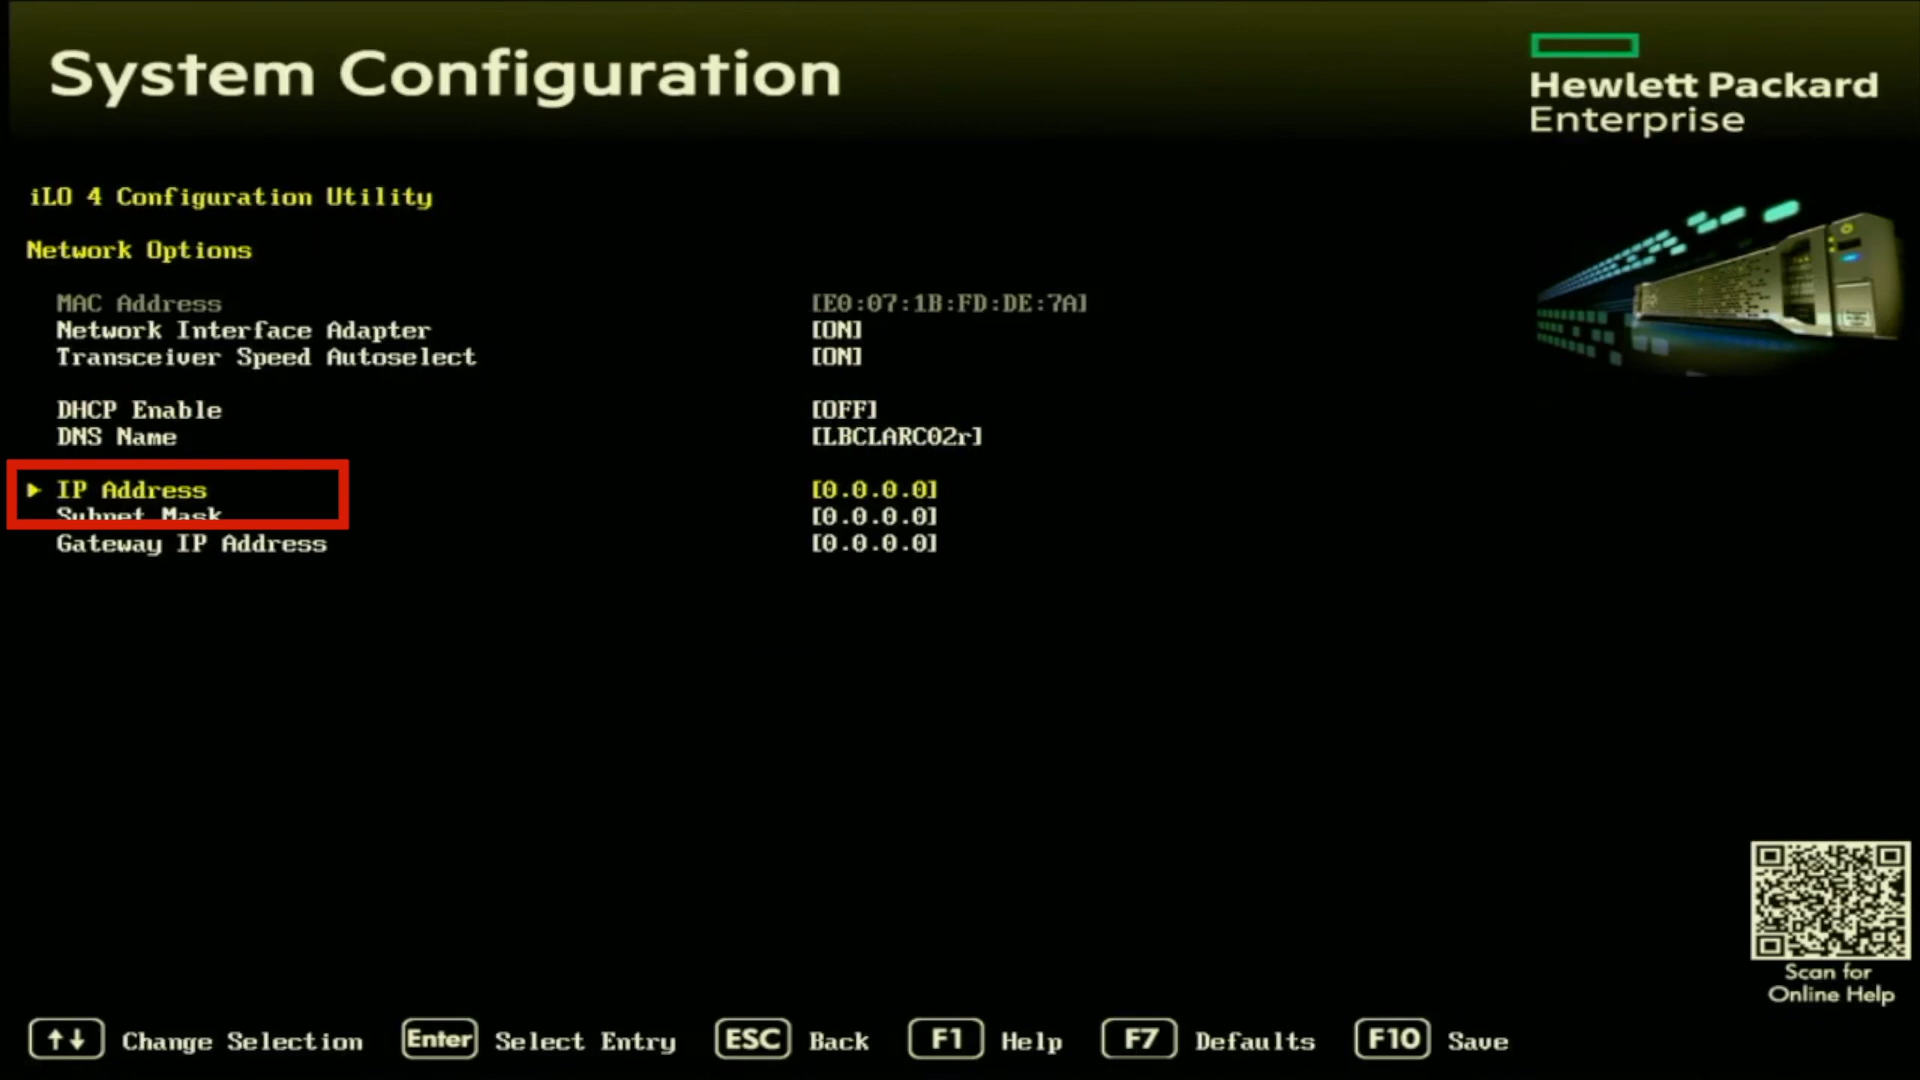 System Configuration
Hewlett Packard
Enterprise
iLO 4 Configuration Utility
Network Options
MAC Address [E0:07:1B:FD:DE:7A]
Network Interface Adapter [ON]
Transceiver Speed Autoselect [ON]
DHCP Enable [OFF]
DNS Name [LBCLARC02r]
IP Address [0.0.0.0]
Subnet Mask [0.0.0.0]
Gateway IP Address [0.0.0.0]
Scan for
Online Help
↑↓ Change Selection Enter Select Entry ESC Back F1 Help F7 Defaults F10 Save